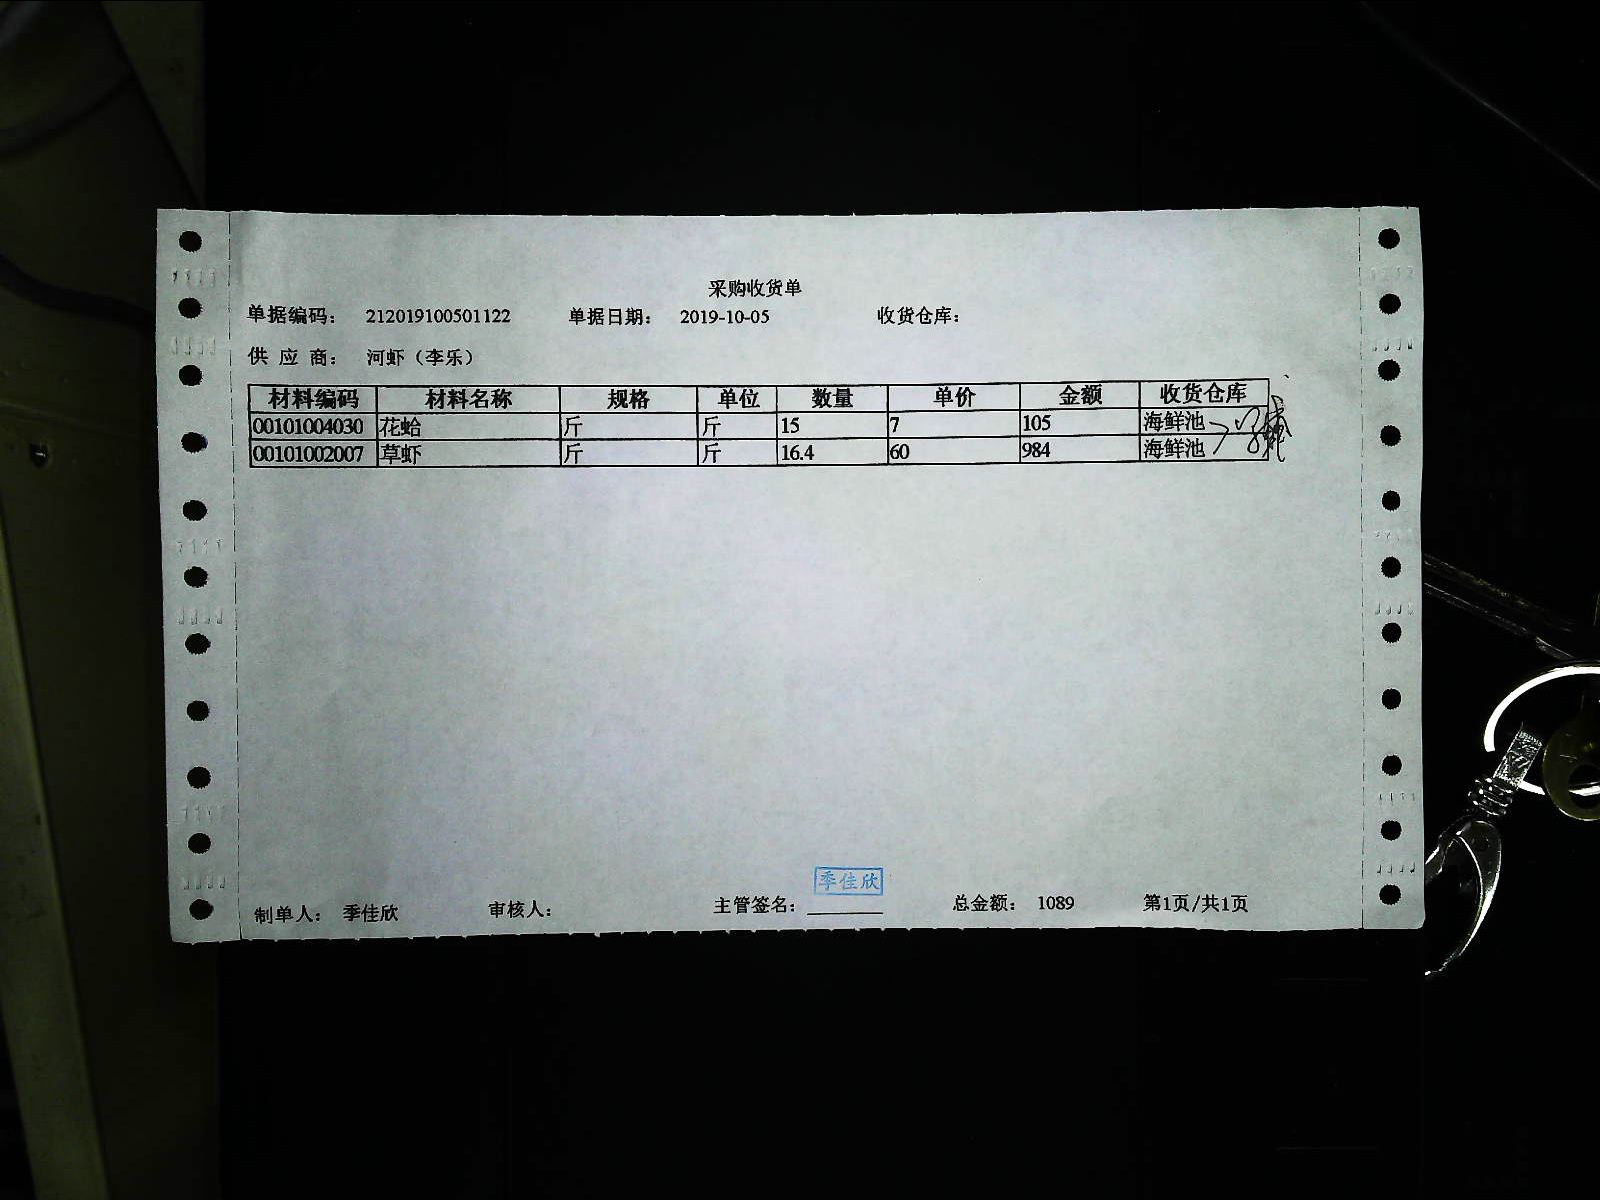 采购收货单
单据编码： 212019100501122 单据日期： 2019-10-05 收货仓库：
供 应 商： 河虾（李乐）
材料编码 材料名称 规格 单位 数量 单价 金额 收货仓库
00101004030 花蛤 斤 斤 15 7 105 海鲜池
00101002007 草虾 斤 斤 16.4 60 984 海鲜池
季佳欣
制单人： 季佳欣 审核人： 主管签名： 总金额： 1089 第1页/共1页